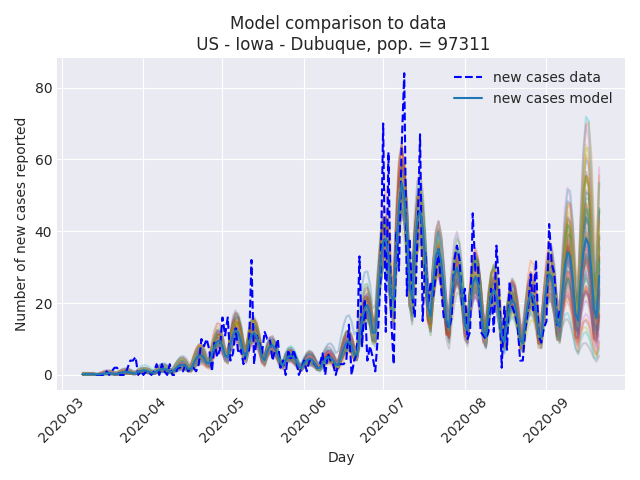 Model comparison to data
US - Iowa - Dubuque, pop. = 97311
new cases data
new cases model
Number of new cases reported
80
60
40
20
0
2020-03
2020-04
2020-05
2020-06
2020-07
2020-08
2020-09
Day